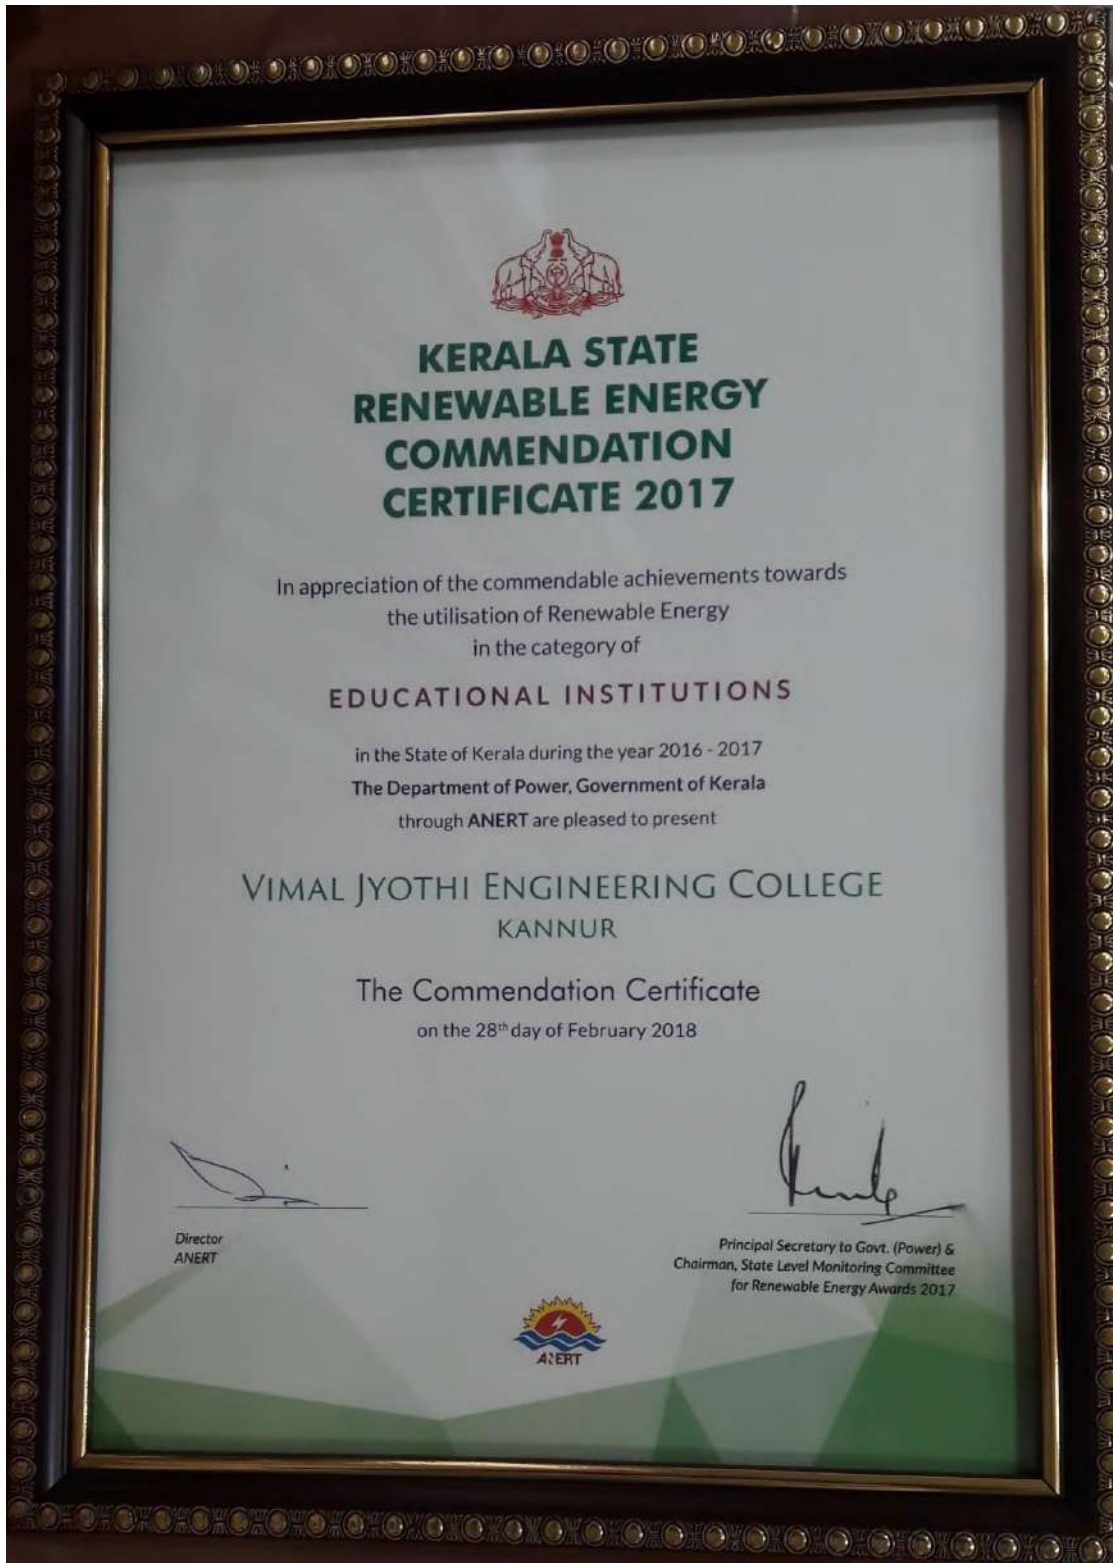 KERALA STATE
RENEWABLE ENERGY
COMMENDATION
CERTIFICATE 2017
In appreciation of the commendable achievements towards
the utilisation of Renewable Energy
in the category of
EDUCATIONAL INSTITUTIONS
in the State of Kerala during the year 2016 - 2017
The Department of Power, Government of Kerala
through ANERT are pleased to present
VIMAL JYOTHI ENGINEERING COLLEGE
KANNUR
The Commendation Certificate
on the 28th day of February 2018
Director
ANERT
Principal Secretary to Govt. (Power) &
Chairman, State Level Monitoring Committee
for Renewable Energy Awards 2017
ANERT